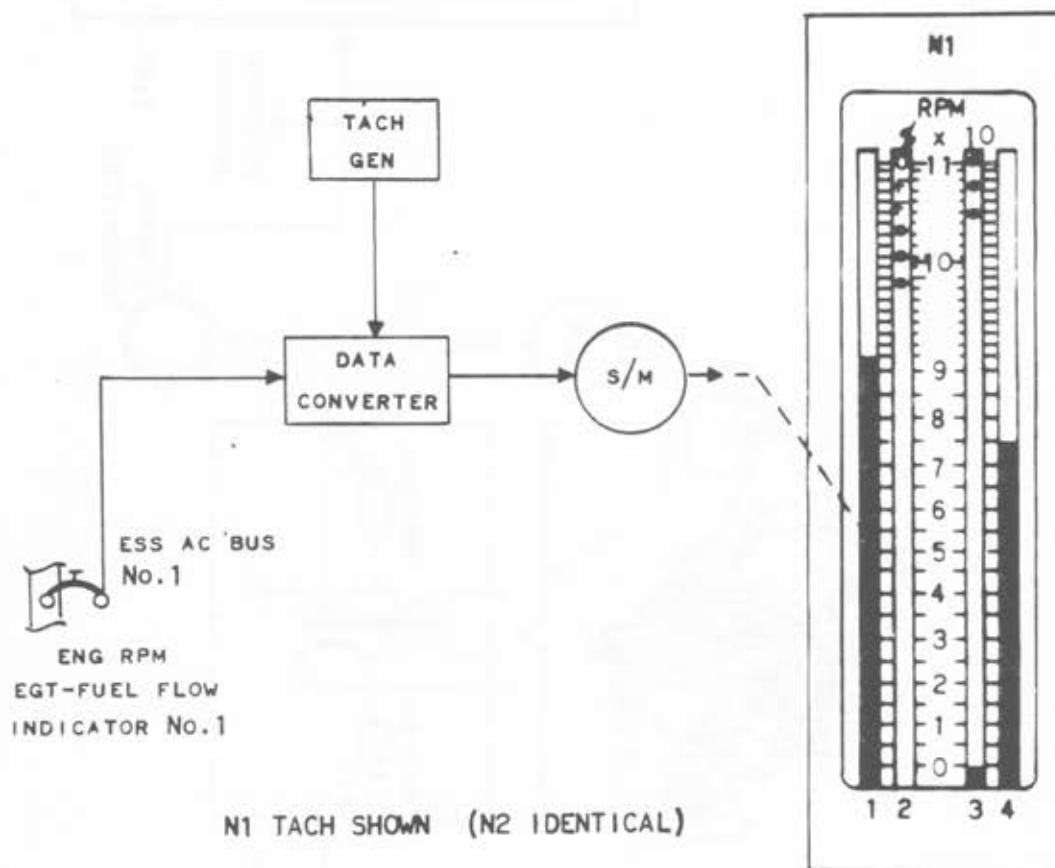 N1
RPM
% x 10
TACH
GEN
11
10
DATA
CONVERTER
S/M
9
8
7
6
5
4
3
2
1
0
ESS AC BUS
No.1
ENG RPM
EGT-FUEL FLOW
INDICATOR No.1
1 2 3 4
N1 TACH SHOWN (N2 IDENTICAL)